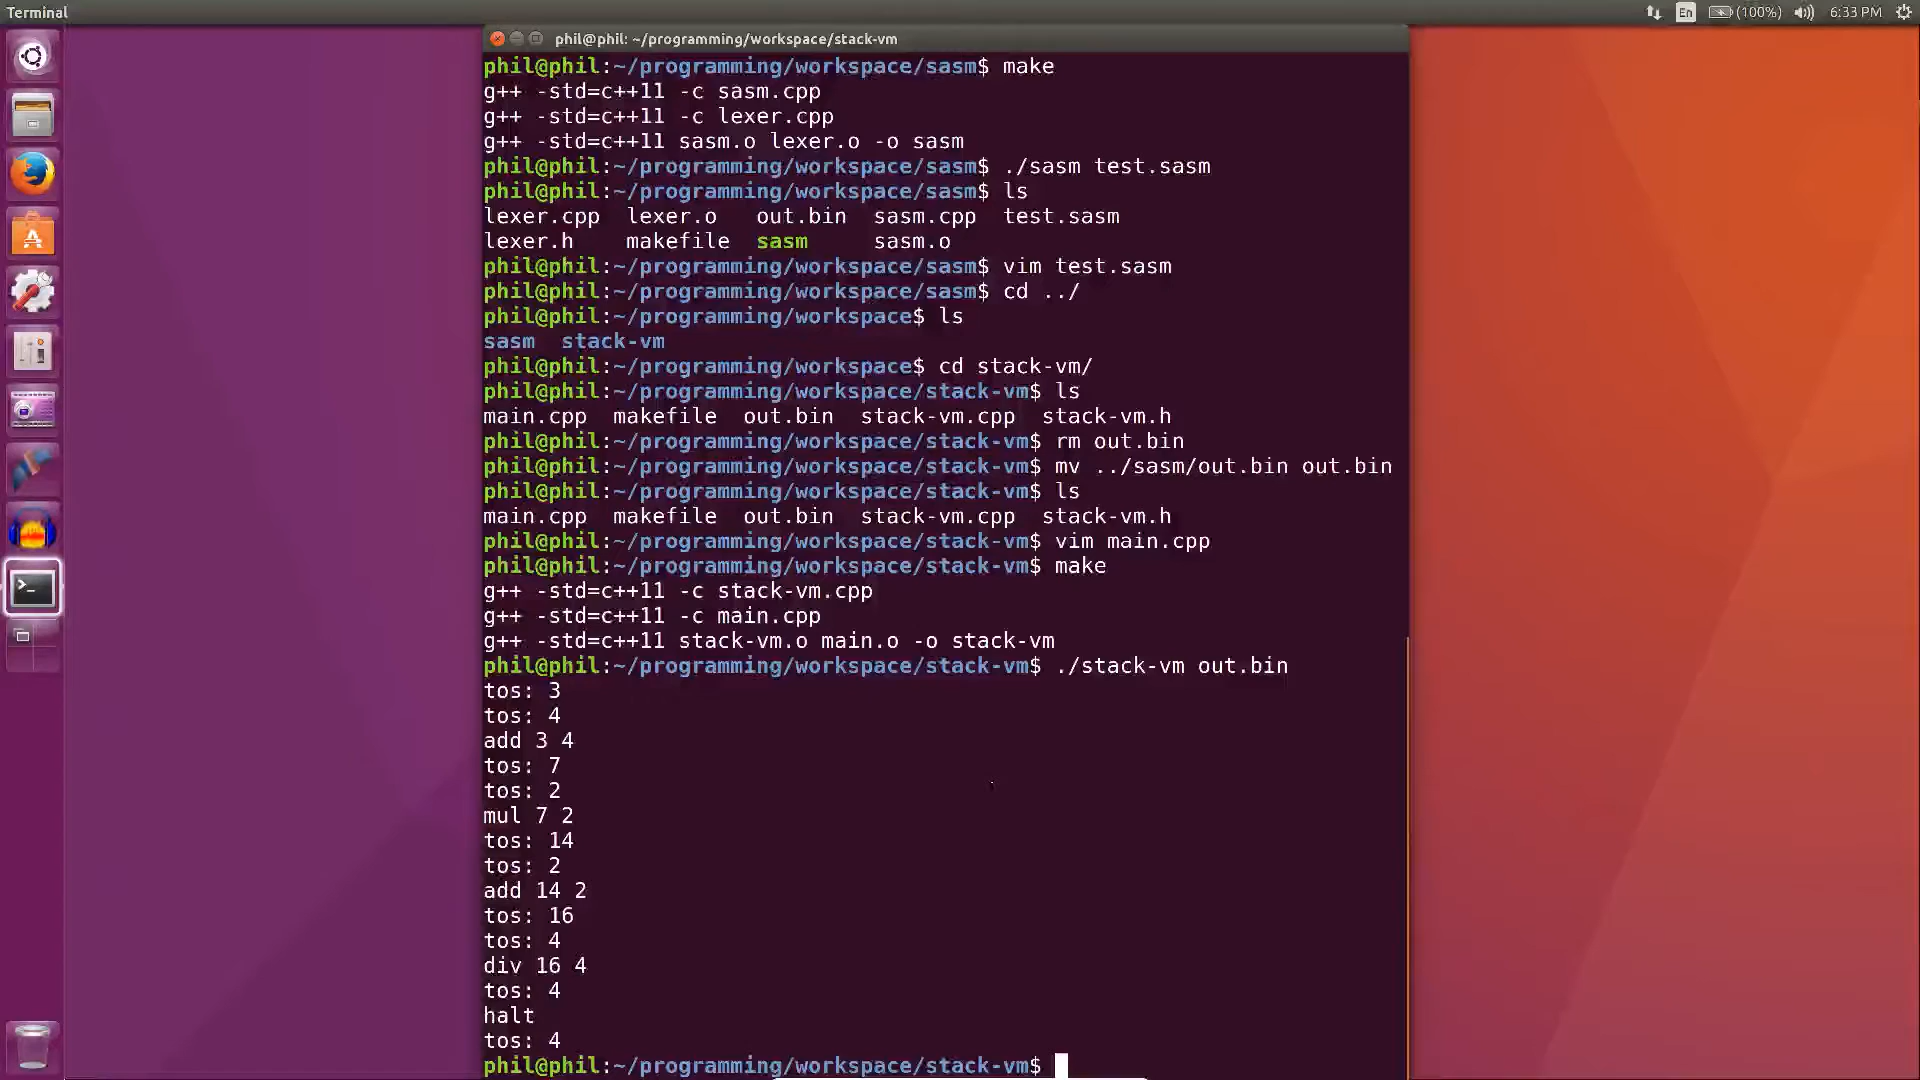 Terminal
En
(100%)
6:33 PM
phil@phil: ~/programming/workspace/stack-vm
phil@phil:~/programming/workspace/sasm$ make
g++ -std=c++11 -c sasm.cpp
g++ -std=c++11 -c lexer.cpp
g++ -std=c++11 sasm.o lexer.o -o sasm
phil@phil:~/programming/workspace/sasm$ ./sasm test.sasm
phil@phil:~/programming/workspace/sasm$ ls
lexer.cpp  lexer.o   out.bin  sasm.cpp  test.sasm
lexer.h    makefile  sasm     sasm.o
phil@phil:~/programming/workspace/sasm$ vim test.sasm
phil@phil:~/programming/workspace/sasm$ cd ../
phil@phil:~/programming/workspace$ ls
sasm  stack-vm
phil@phil:~/programming/workspace$ cd stack-vm/
phil@phil:~/programming/workspace/stack-vm$ ls
main.cpp  makefile  out.bin  stack-vm.cpp  stack-vm.h
phil@phil:~/programming/workspace/stack-vm$ rm out.bin
phil@phil:~/programming/workspace/stack-vm$ mv ../sasm/out.bin out.bin
phil@phil:~/programming/workspace/stack-vm$ ls
main.cpp  makefile  out.bin  stack-vm.cpp  stack-vm.h
phil@phil:~/programming/workspace/stack-vm$ vim main.cpp
phil@phil:~/programming/workspace/stack-vm$ make
g++ -std=c++11 -c stack-vm.cpp
g++ -std=c++11 -c main.cpp
g++ -std=c++11 stack-vm.o main.o -o stack-vm
phil@phil:~/programming/workspace/stack-vm$ ./stack-vm out.bin
tos: 3
tos: 4
add 3 4
tos: 7
tos: 2
mul 7 2
tos: 14
tos: 2
add 14 2
tos: 16
tos: 4
div 16 4
tos: 4
halt
tos: 4
phil@phil:~/programming/workspace/stack-vm$